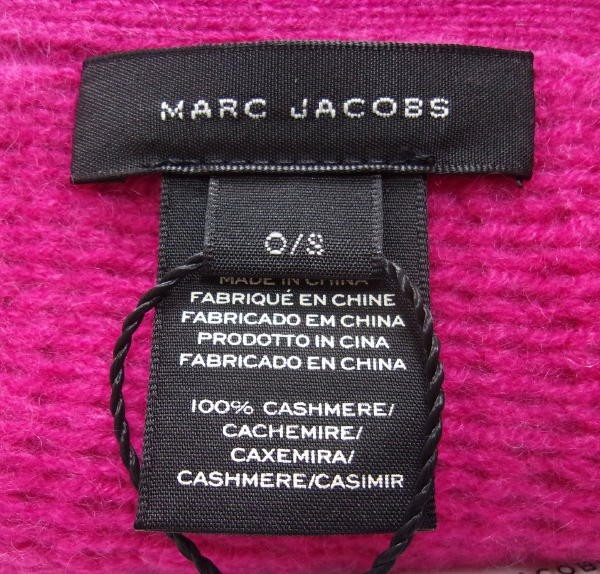 MARC JACOBS
O/S
MADE IN CHINA
FABRIQUÉ EN CHINE
FABRICADO EM CHINA
PRODOTTO IN CINA
FABRICADO EN CHINA
100% CASHMERE/
CACHEMIRE/
CAXEMIRA/
CASHMERE/CASIMIR